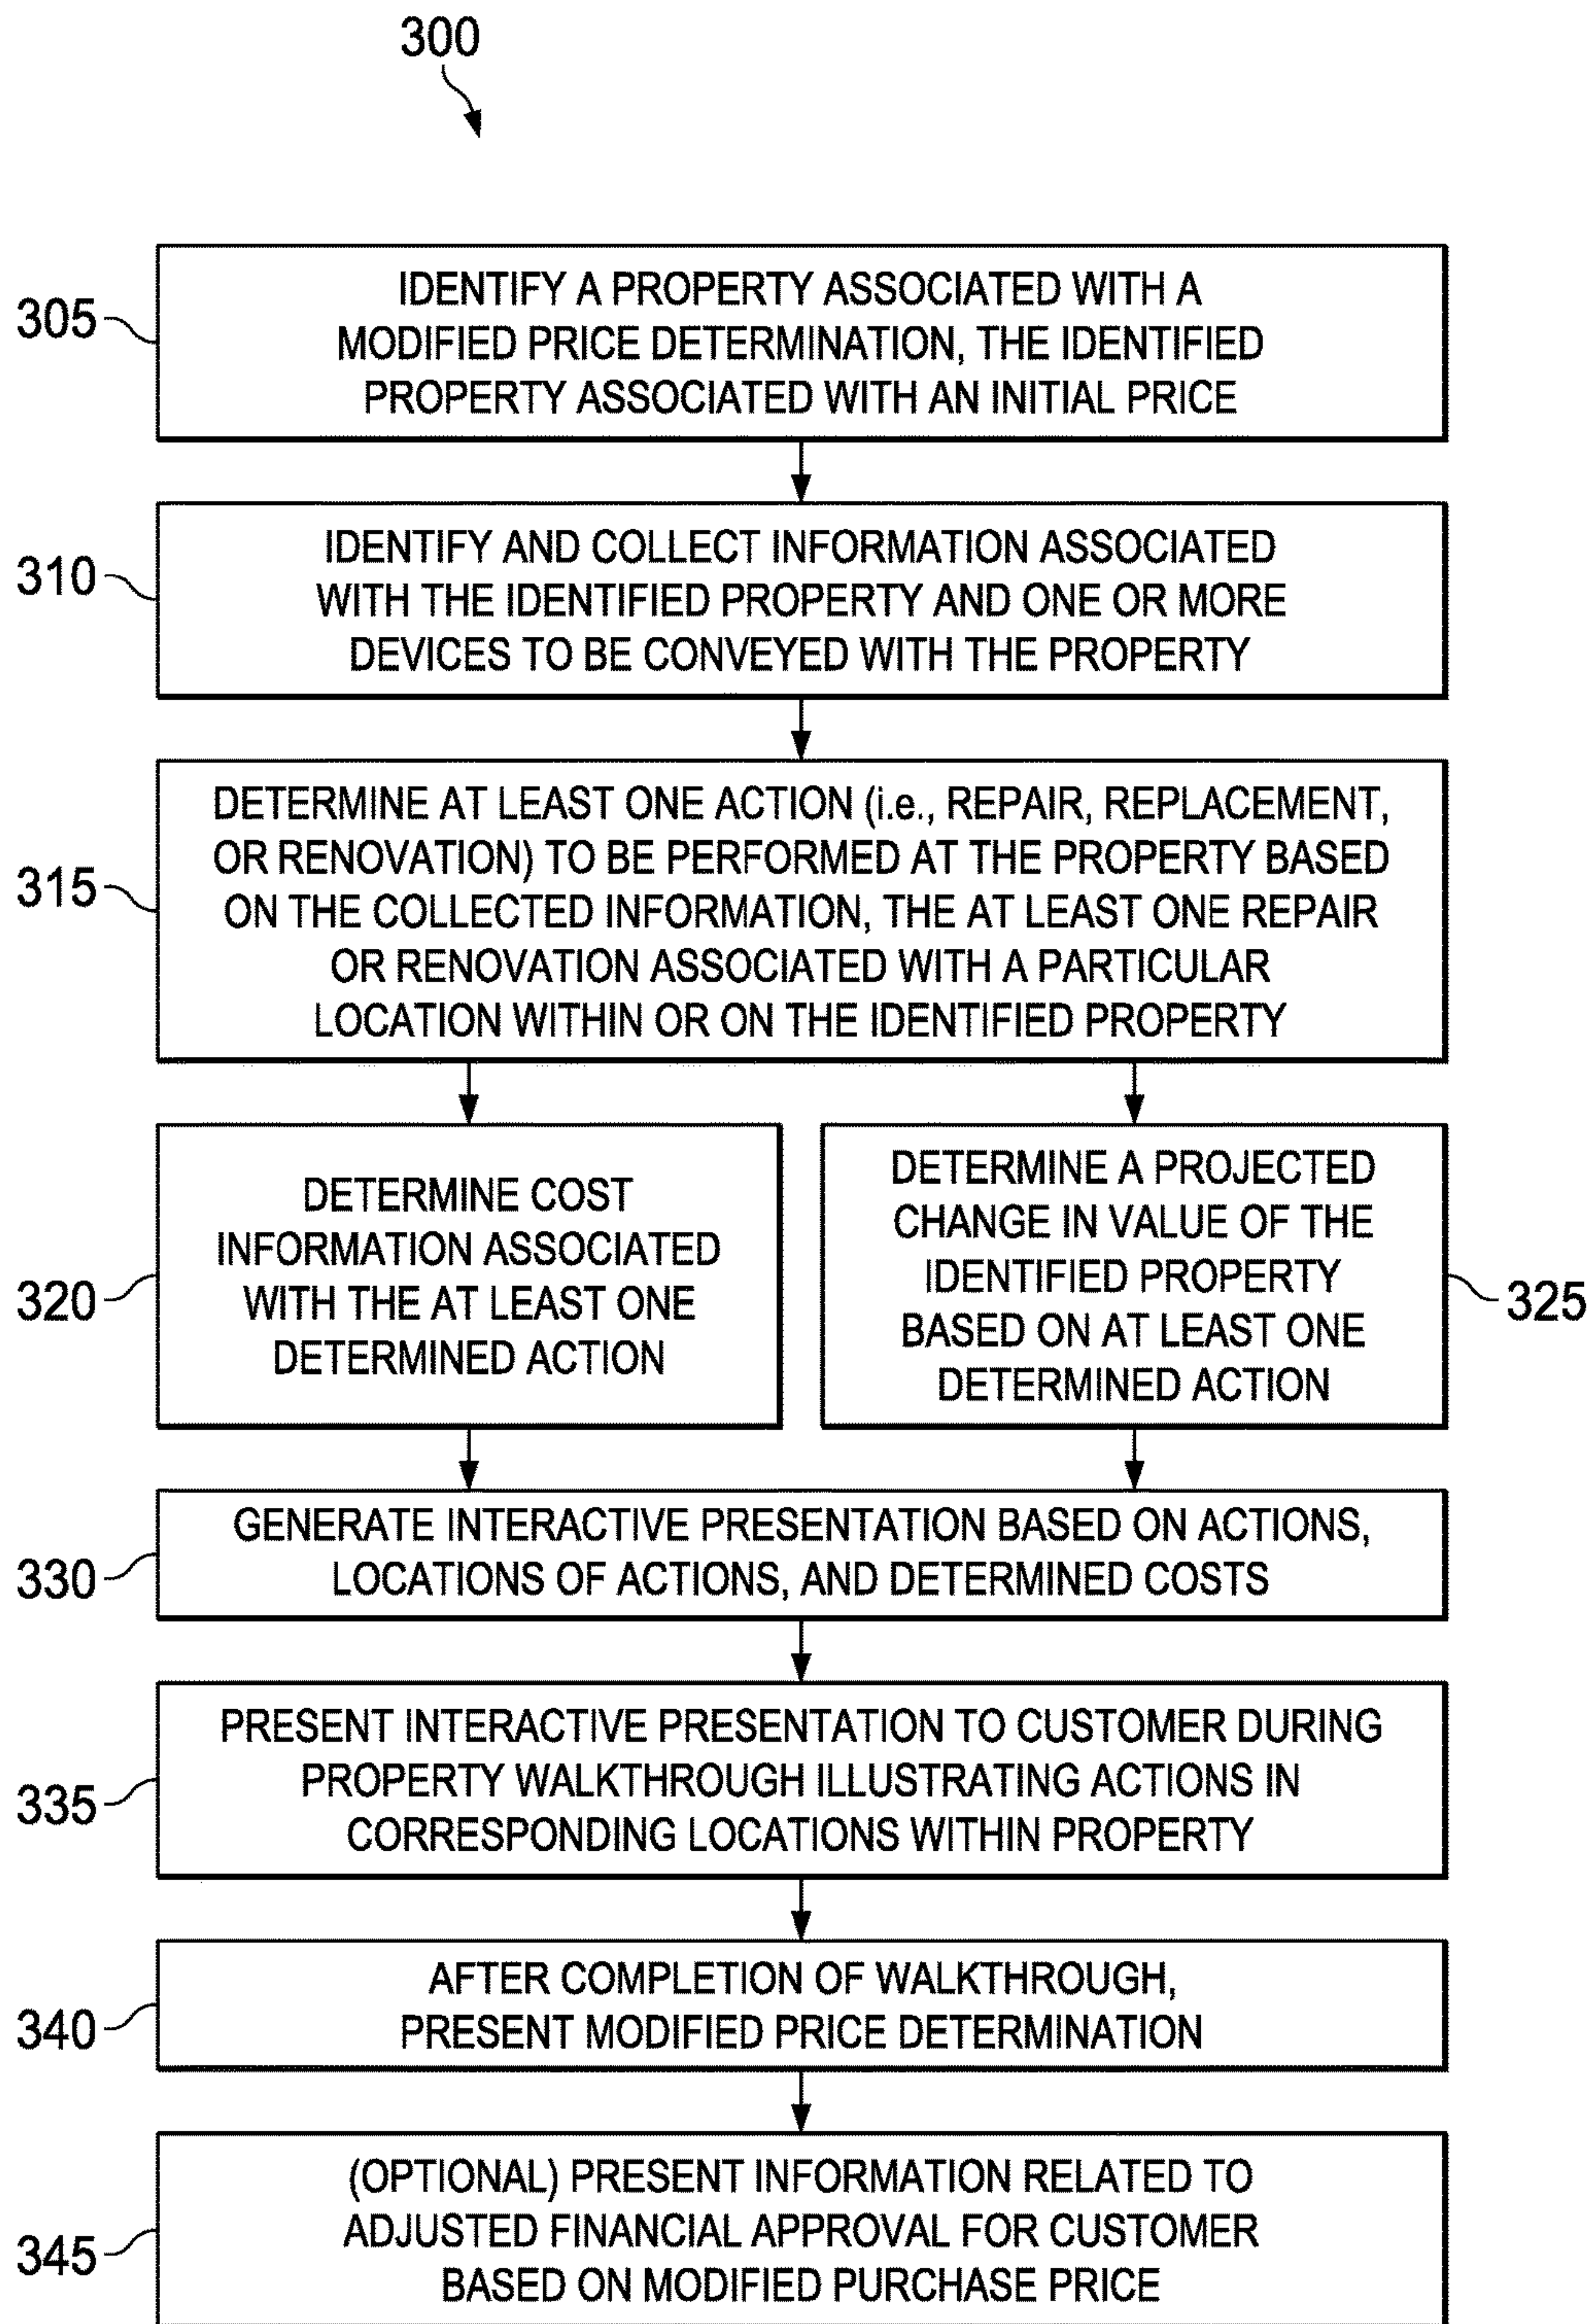 300
305
IDENTIFY A PROPERTY ASSOCIATED WITH A
MODIFIED PRICE DETERMINATION, THE IDENTIFIED
PROPERTY ASSOCIATED WITH AN INITIAL PRICE
310
IDENTIFY AND COLLECT INFORMATION ASSOCIATED
WITH THE IDENTIFIED PROPERTY AND ONE OR MORE
DEVICES TO BE CONVEYED WITH THE PROPERTY
315
DETERMINE AT LEAST ONE ACTION (i.e., REPAIR, REPLACEMENT,
OR RENOVATION) TO BE PERFORMED AT THE PROPERTY BASED
ON THE COLLECTED INFORMATION, THE AT LEAST ONE REPAIR
OR RENOVATION ASSOCIATED WITH A PARTICULAR
LOCATION WITHIN OR ON THE IDENTIFIED PROPERTY
320
DETERMINE COST
INFORMATION ASSOCIATED
WITH THE AT LEAST ONE
DETERMINED ACTION
DETERMINE A PROJECTED
CHANGE IN VALUE OF THE
IDENTIFIED PROPERTY
BASED ON AT LEAST ONE
DETERMINED ACTION
325
330
GENERATE INTERACTIVE PRESENTATION BASED ON ACTIONS,
LOCATIONS OF ACTIONS, AND DETERMINED COSTS
335
PRESENT INTERACTIVE PRESENTATION TO CUSTOMER DURING
PROPERTY WALKTHROUGH ILLUSTRATING ACTIONS IN
CORRESPONDING LOCATIONS WITHIN PROPERTY
340
AFTER COMPLETION OF WALKTHROUGH,
PRESENT MODIFIED PRICE DETERMINATION
345
(OPTIONAL) PRESENT INFORMATION RELATED TO
ADJUSTED FINANCIAL APPROVAL FOR CUSTOMER
BASED ON MODIFIED PURCHASE PRICE